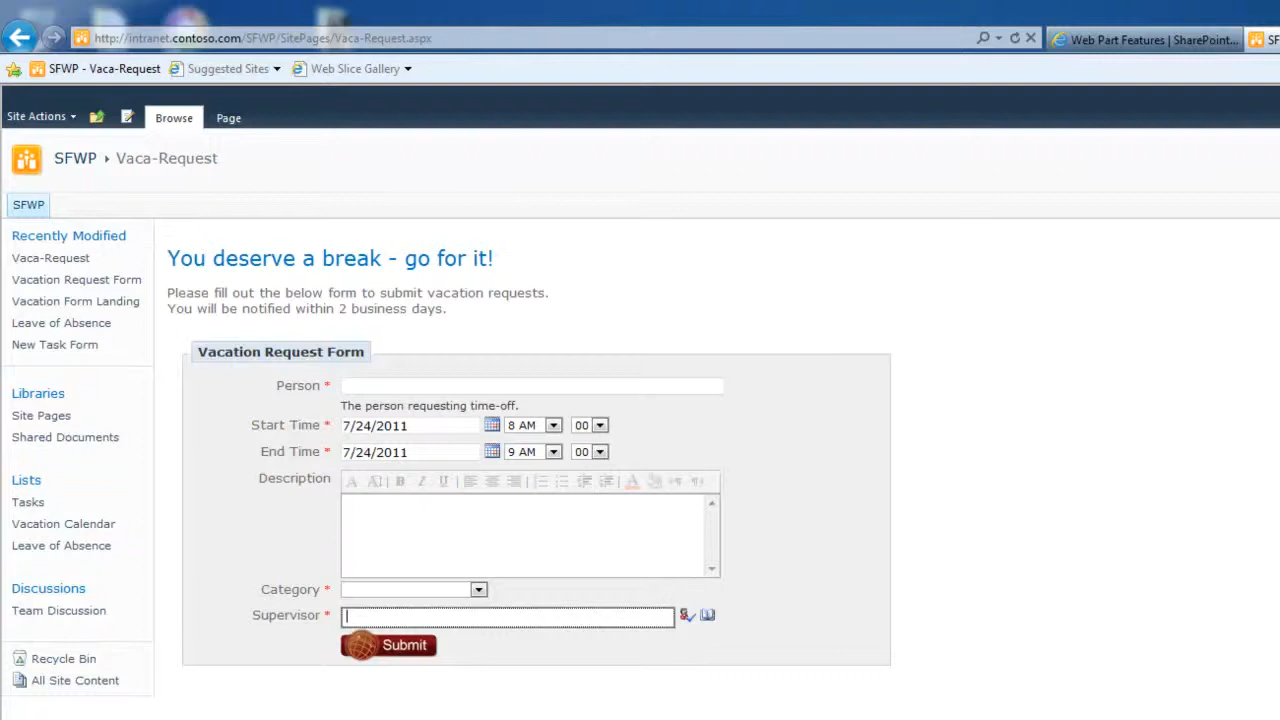 http://intranet.contoso.com/SFWP/SitePages/Vaca-Request.aspx
Web Part Features | SharePoint...
SF
SFWP - Vaca-Request
Suggested Sites
Web Slice Gallery
Site Actions
Browse
Page
SFWP
Vaca-Request
SFWP
Recently Modified
Vaca-Request
Vacation Request Form
Vacation Form Landing
Leave of Absence
New Task Form
Libraries
Site Pages
Shared Documents
Lists
Tasks
Vacation Calendar
Leave of Absence
Discussions
Team Discussion
Recycle Bin
All Site Content
You deserve a break - go for it!
Please fill out the below form to submit vacation requests.
You will be notified within 2 business days.
Vacation Request Form
Person *
The person requesting time-off.
Start Time * 7/24/2011 8 AM 00
End Time * 7/24/2011 9 AM 00
Description
A A B I U A
Category *
Supervisor *
Submit